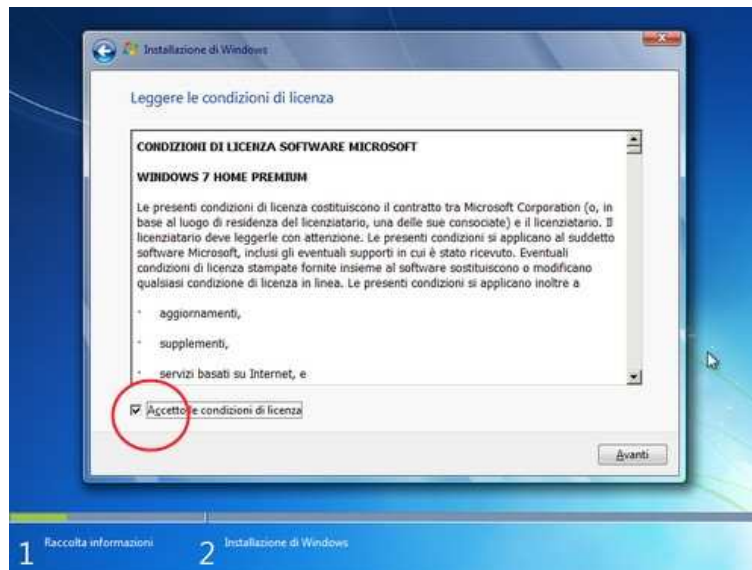 Installazione di Windows
Leggere le condizioni di licenza
CONDIZIONI DI LICENZA SOFTWARE MICROSOFT
WINDOWS 7 HOME PREMIUM
Le presenti condizioni di licenza costituiscono il contratto tra Microsoft Corporation (o, in
base al luogo di residenza del licenziatario, una delle sue consociate) e il licenziatario. Il
licenziatario deve leggerle con attenzione. Le presenti condizioni si applicano al suddetto
software Microsoft, inclusi gli eventuali supporti in cui è stato ricevuto. Eventuali
condizioni di licenza stampate fornite insieme al software sostituiscono o modificano
qualsiasi condizione di licenza in linea. Le presenti condizioni si applicano inoltre a
· aggiornamenti,
· supplementi,
· servizi basati su Internet, e
Accetto le condizioni di licenza
Avanti
1 Raccolta informazioni 2 Installazione di Windows